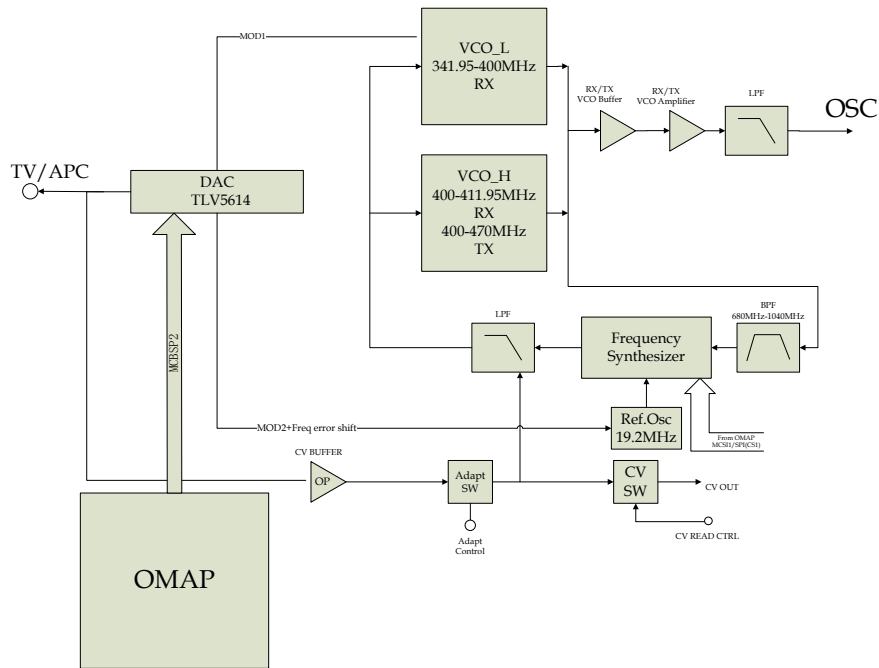 MOD1
VCO_L
341.95-400MHz
RX
RX/TX
VCO Buffer
RX/TX
VCO Amplifier
LPF
OSC
TV/APC
DAC
TLV5614
VCO_H
400-411.95MHz
RX
400-470MHz
TX
MCBSP2
LPF
Frequency
Synthesizer
BPF
680MHz-1040MHz
MOD2+Freq error shift
Ref.Osc
19.2MHz
From OMAP
MCSI1/SPI(CS1)
CV BUFFER
OP
Adapt
SW
CV
SW
CV OUT
Adapt
Control
CV READ CTRL
OMAP